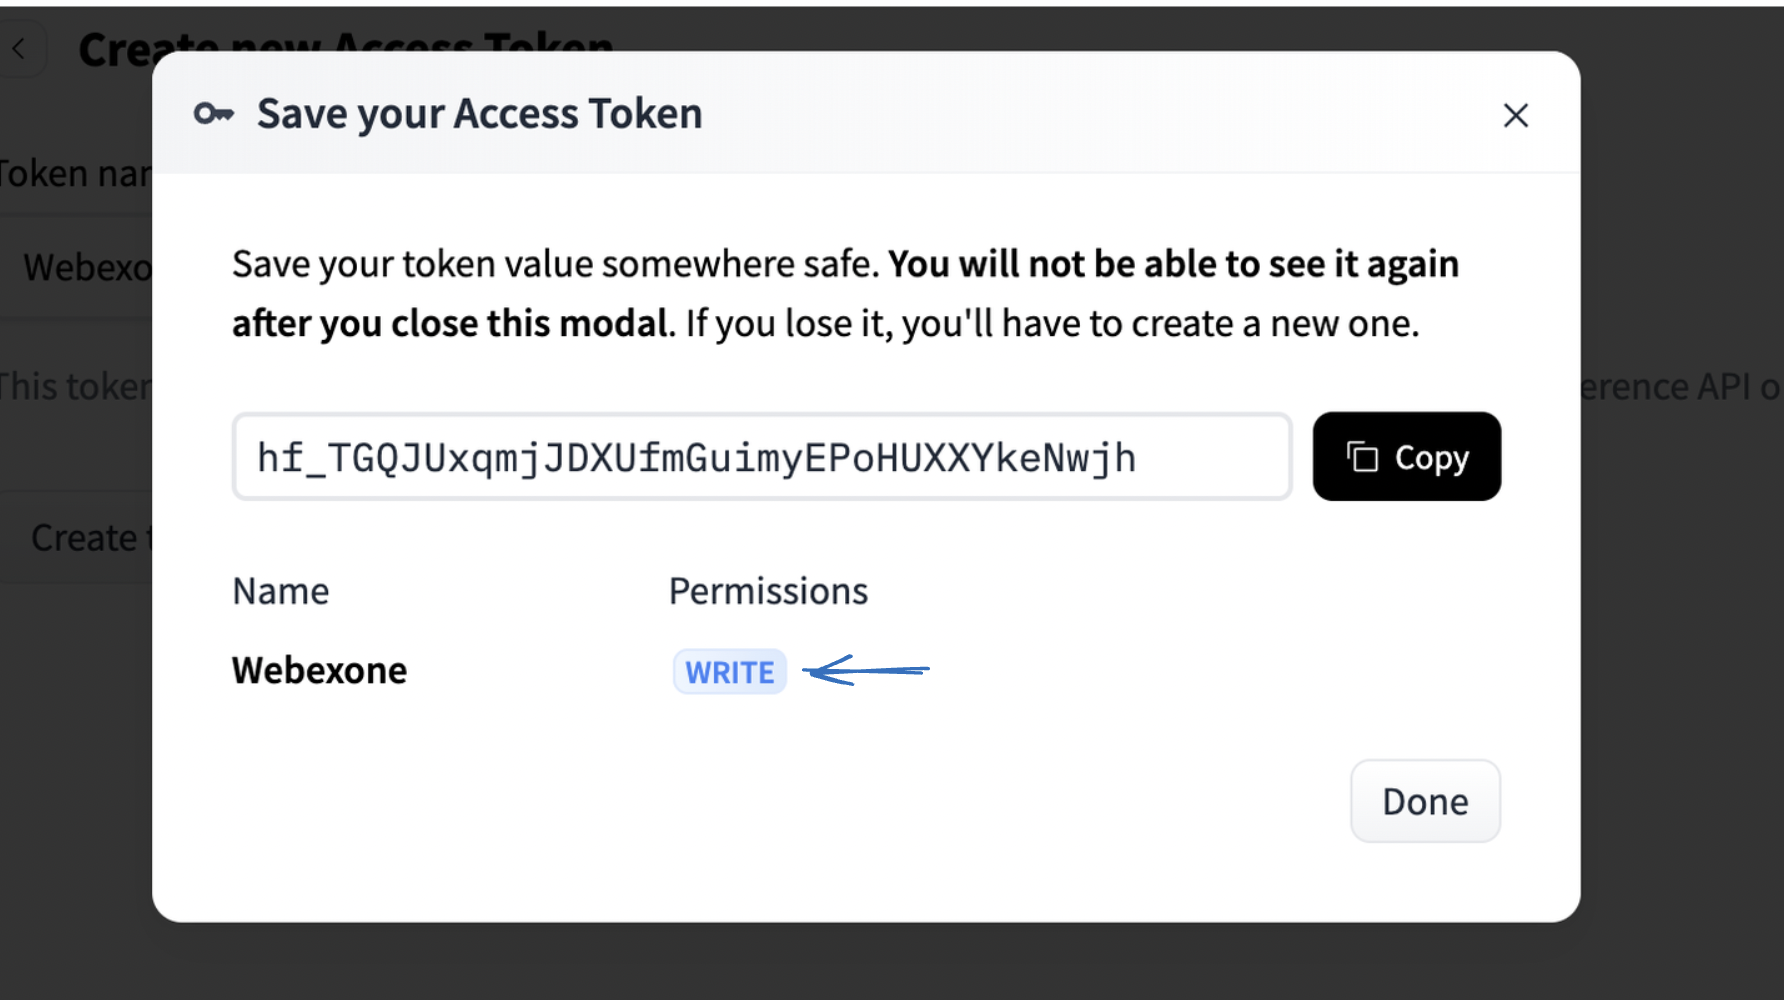 Create new Access Token
Save your Access Token
Token
Webexo
Save your token value somewhere safe. You will not be able to see it again
after you close this modal. If you lose it, you'll have to create a new one.
This token
erence API o
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
Copy
Create
Name Permissions
Webexone WRITE
Done